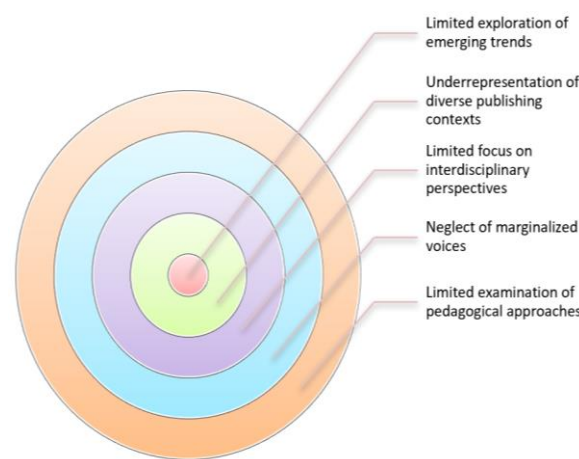 Limited exploration of
emerging trends
Underrepresentation of
diverse publishing
contexts
Limited focus on
interdisciplinary
perspectives
Neglect of marginalized
voices
Limited examination of
pedagogical approaches